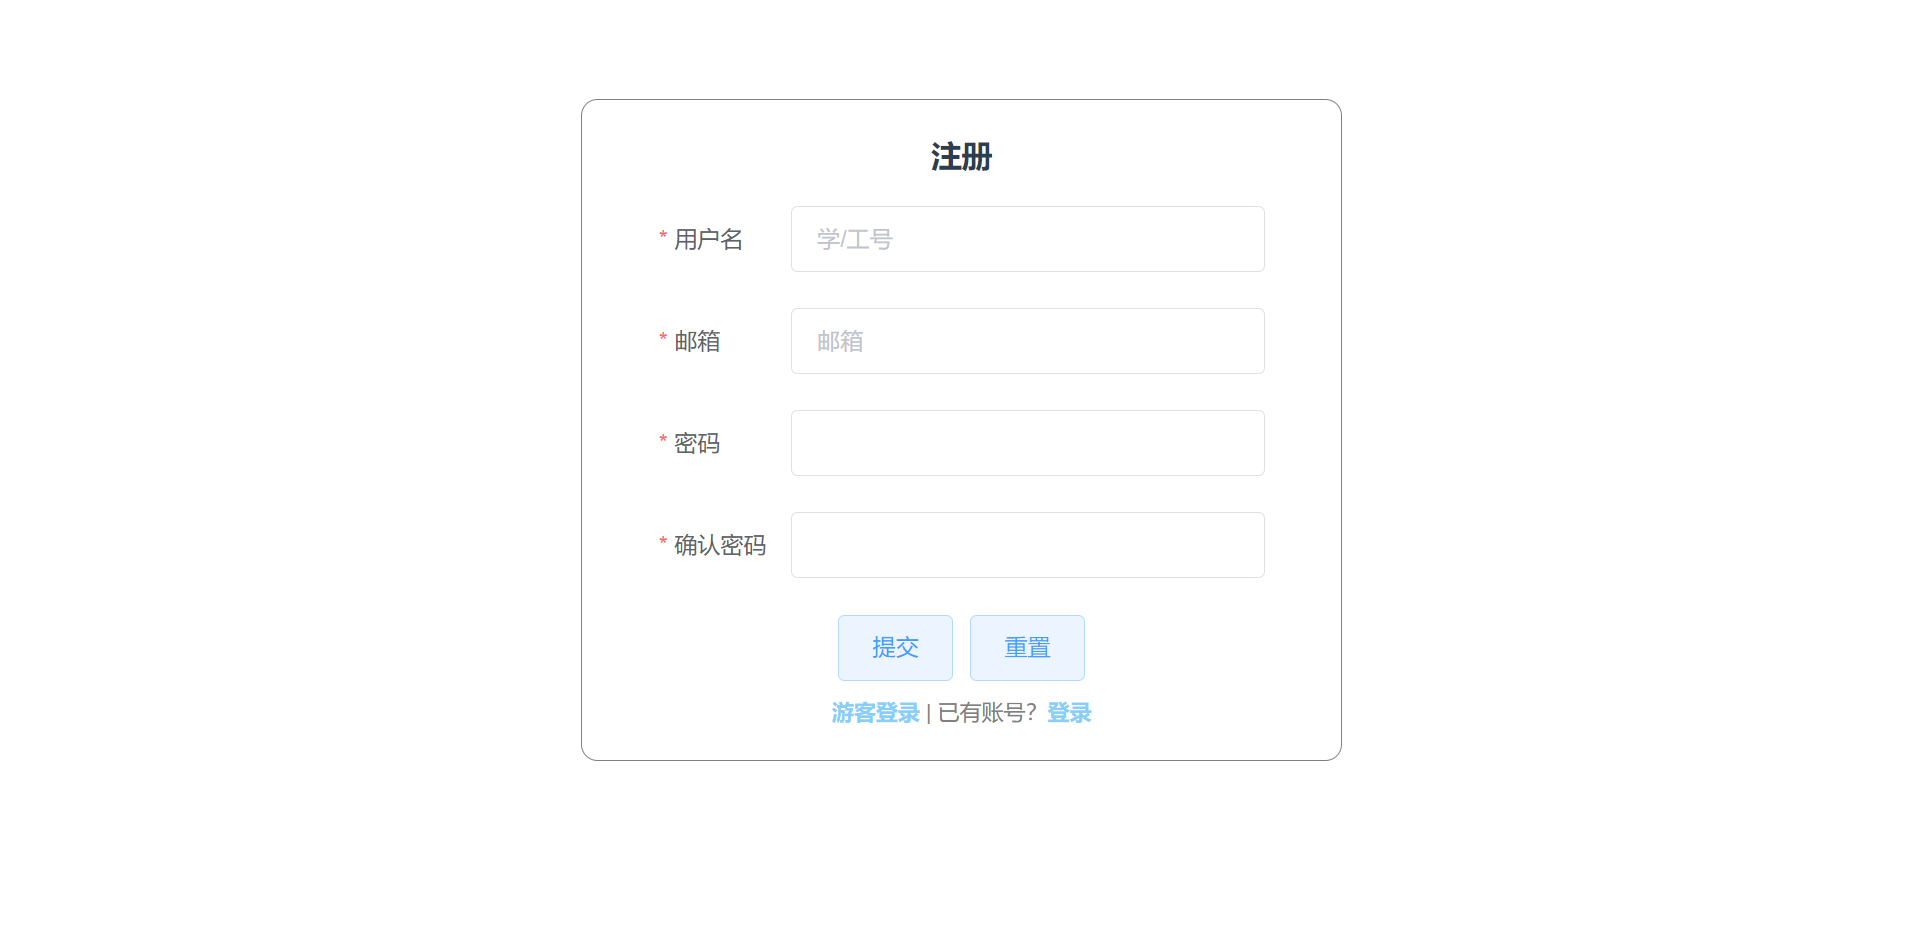 注册
* 用户名 学/工号
* 邮箱 邮箱
* 密码
* 确认密码
提交 重置
游客登录 | 已有账号？登录